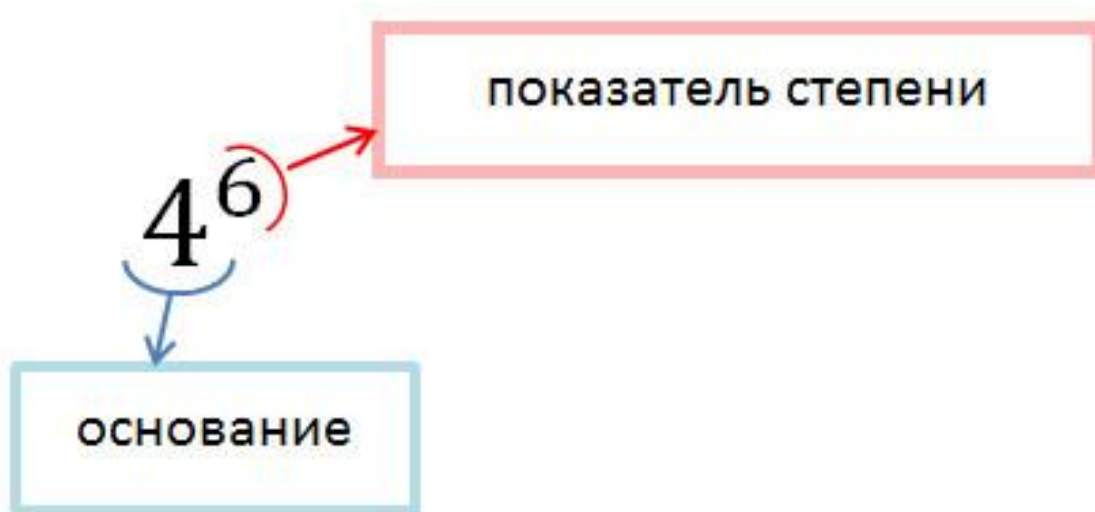 показатель степени
4⁶
основание